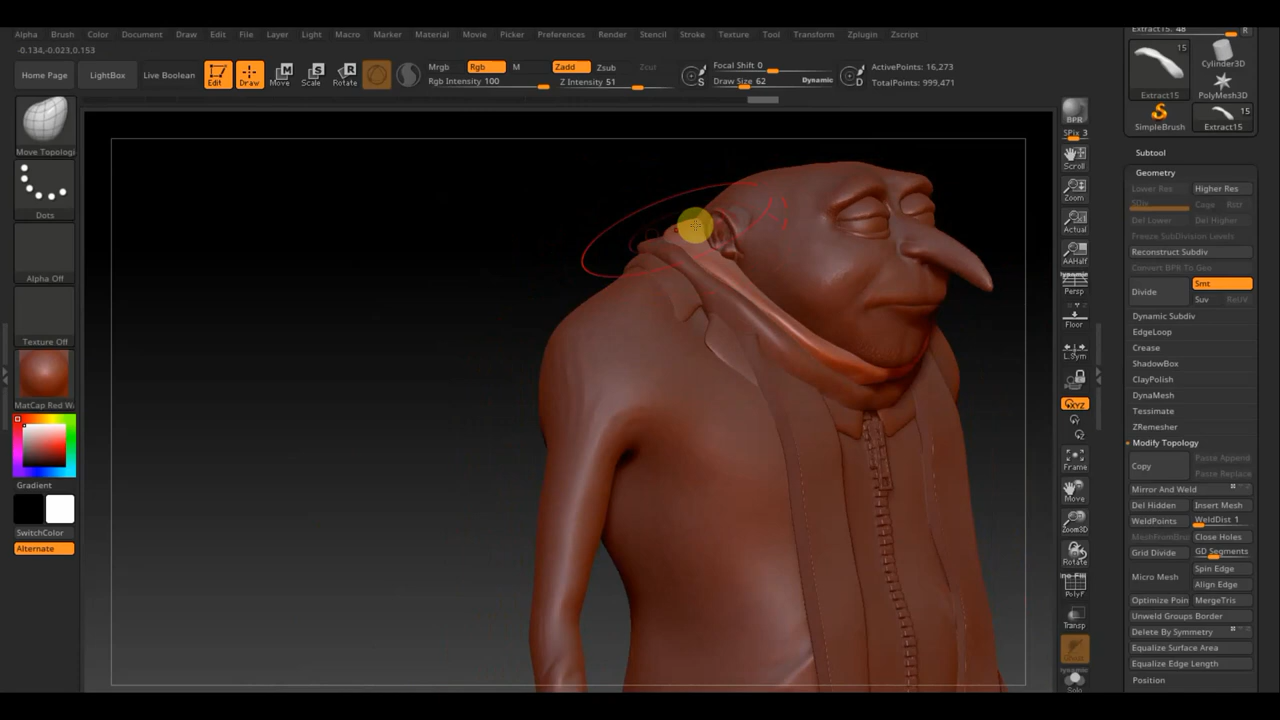 Alpha Brush Color Document Draw Edit File Layer Light Macro Marker Material Movie Picker Preferences Render Stencil Stroke Texture Tool Transform Zplugin Zscript
-0.134,-0.023,0.153
Home Page LightBox Live Boolean Edit Draw Move Scale Rotate
Mrgb Rgb M Zadd Zsub Zcut
Rgb Intensity 100 Z Intensity 51
S Focal Shift 0
Draw Size 62 Dynamic
D ActivePoints: 16,273
TotalPoints: 999,471
Move Topologi
Dots
Alpha Off
Texture Off
MatCap Red W
Gradient
SwitchColor
Alternate
BPR
SPix 3
Scroll
Zoom
Actual
AAHalf
Persp
Floor
L.Sym
XYZ
Y
Z
Frame
Move
Zoom3D
Rotate
PolyF
Transp
Solo
Extract15. 48 R
15
Extract15 Cylinder3D
PolyMesh3D
SimpleBrush
15
Extract15
Subtool
Geometry
Lower Res Higher Res
SDiv Cage Rstr
Del Lower Del Higher
Freeze SubDivision Levels
Reconstruct Subdiv
Convert BPR To Geo
Divide Smt
Suv ReUV
Dynamic Subdiv
EdgeLoop
Crease
ShadowBox
ClayPolish
DynaMesh
Tessimate
ZRemesher
Modify Topology
Copy Paste Append
Paste Replace
Mirror And Weld
Del Hidden Insert Mesh
WeldPoints WeldDist 1
MeshFromBru Close Holes
Grid Divide GD Segments
Micro Mesh Spin Edge
Align Edge
Optimize Poin MergeTris
Unweld Groups Border
Delete By Symmetry
Equalize Surface Area
Equalize Edge Length
Position